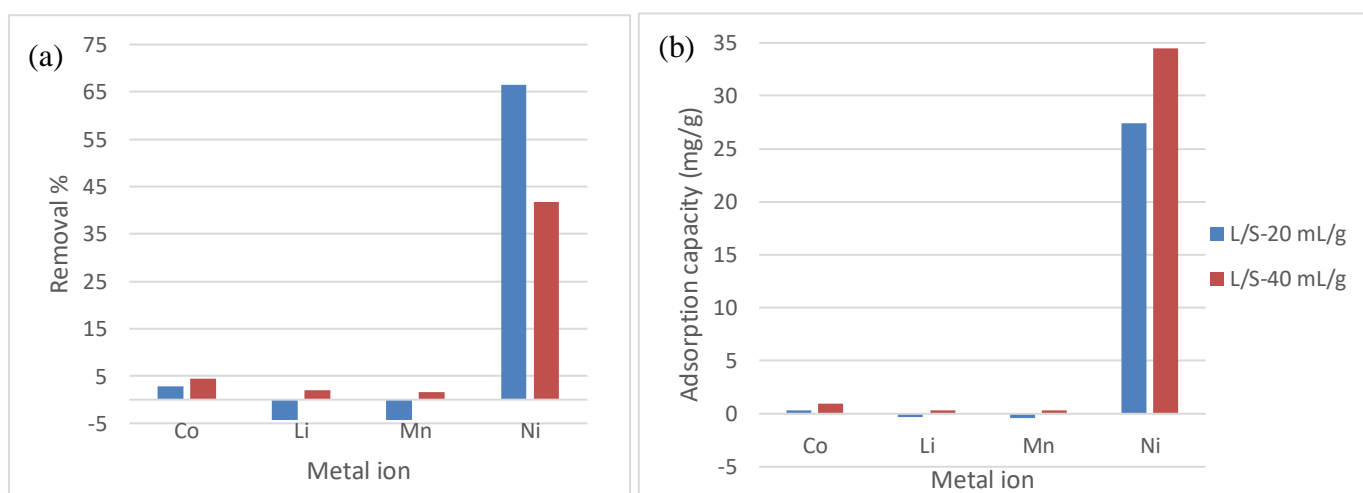 (a)
Removal %
75
65
55
45
35
25
15
5
-5
Co Li Mn Ni
Metal ion
(b)
Adsorption capacity (mg/g)
35
30
25
20
15
10
5
0
-5
Co Li Mn Ni
Metal ion
L/S-20 mL/g
L/S-40 mL/g